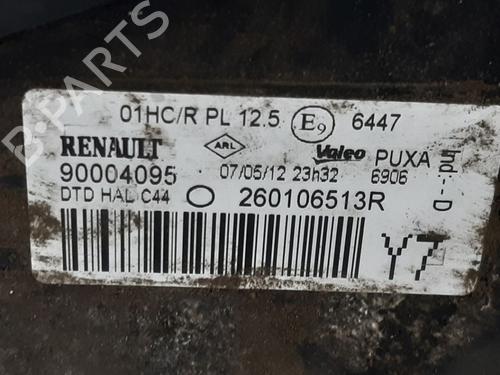 01HC/R PL 12.5 E9 6447
RENAULT ARL Valeo PUXA
90004095 07/05/12 23h32 6906
DTD HAL C44 O 260106513R
ind:--D
Y7
B-PARTS